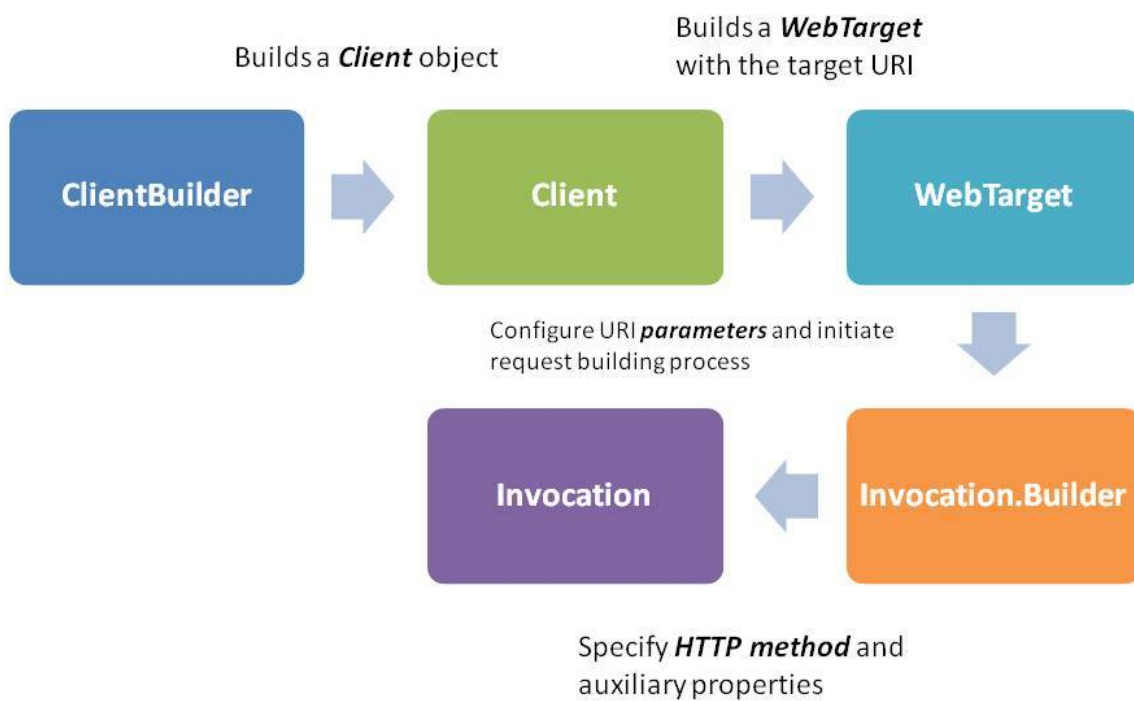 Builds a Client object
Builds a WebTarget
with the target URI
ClientBuilder
Client
WebTarget
Configure URI parameters and initiate
request building process
Invocation
Invocation.Builder
Specify HTTP method and
auxiliary properties